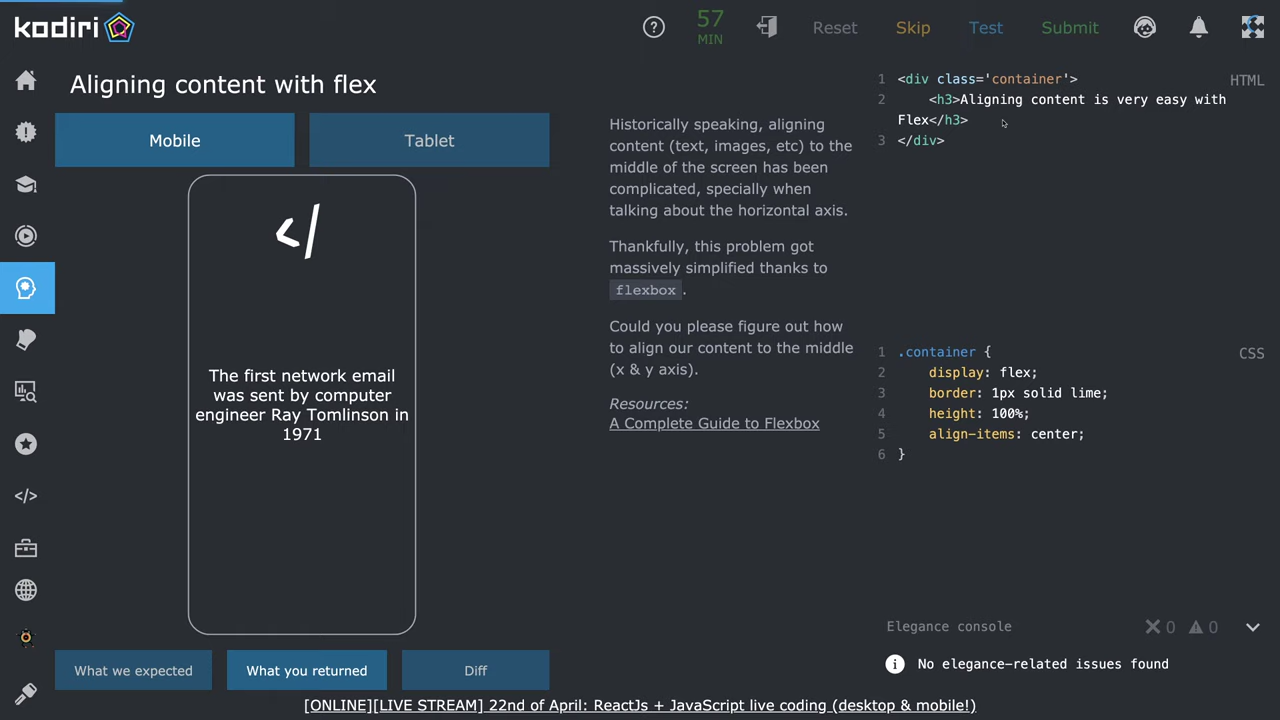 kodiri
57
MIN
Reset
Skip
Test
Submit
Aligning content with flex
Mobile
Tablet
</
The first network email
was sent by computer
engineer Ray Tomlinson in
1971
What we expected
What you returned
Diff
Historically speaking, aligning
content (text, images, etc) to the
middle of the screen has been
complicated, specially when
talking about the horizontal axis.
Thankfully, this problem got
massively simplified thanks to
flexbox.
Could you please figure out how
to align our content to the middle
(x & y axis).
Resources:
A Complete Guide to Flexbox
HTML
1 <div class='container'>
2 <h3>Aligning content is very easy with
Flex</h3>
3 </div>
CSS
1 .container {
2 display: flex;
3 border: 1px solid lime;
4 height: 100%;
5 align-items: center;
6 }
Elegance console
0
0
No elegance-related issues found
[ONLINE][LIVE STREAM] 22nd of April: ReactJs + JavaScript live coding (desktop & mobile!)